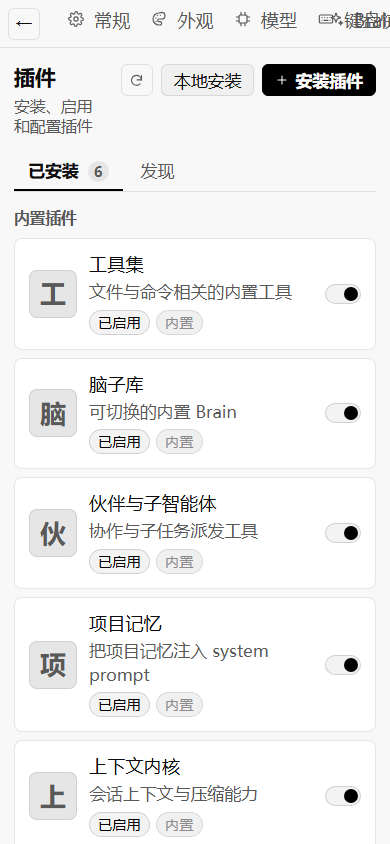 ← 常规 外观 模型
插件
安装、启用
和配置插件
本地安装
+ 安装插件
已安装 6 发现
内置插件
工
工具集
文件与命令相关的内置工具
已启用 内置
脑
脑子库
可切换的内置 Brain
已启用 内置
伙
伙伴与子智能体
协作与子任务派发工具
已启用 内置
项
项目记忆
把项目记忆注入 system
prompt
已启用 内置
上
上下文内核
会话上下文与压缩能力
已启用 内置